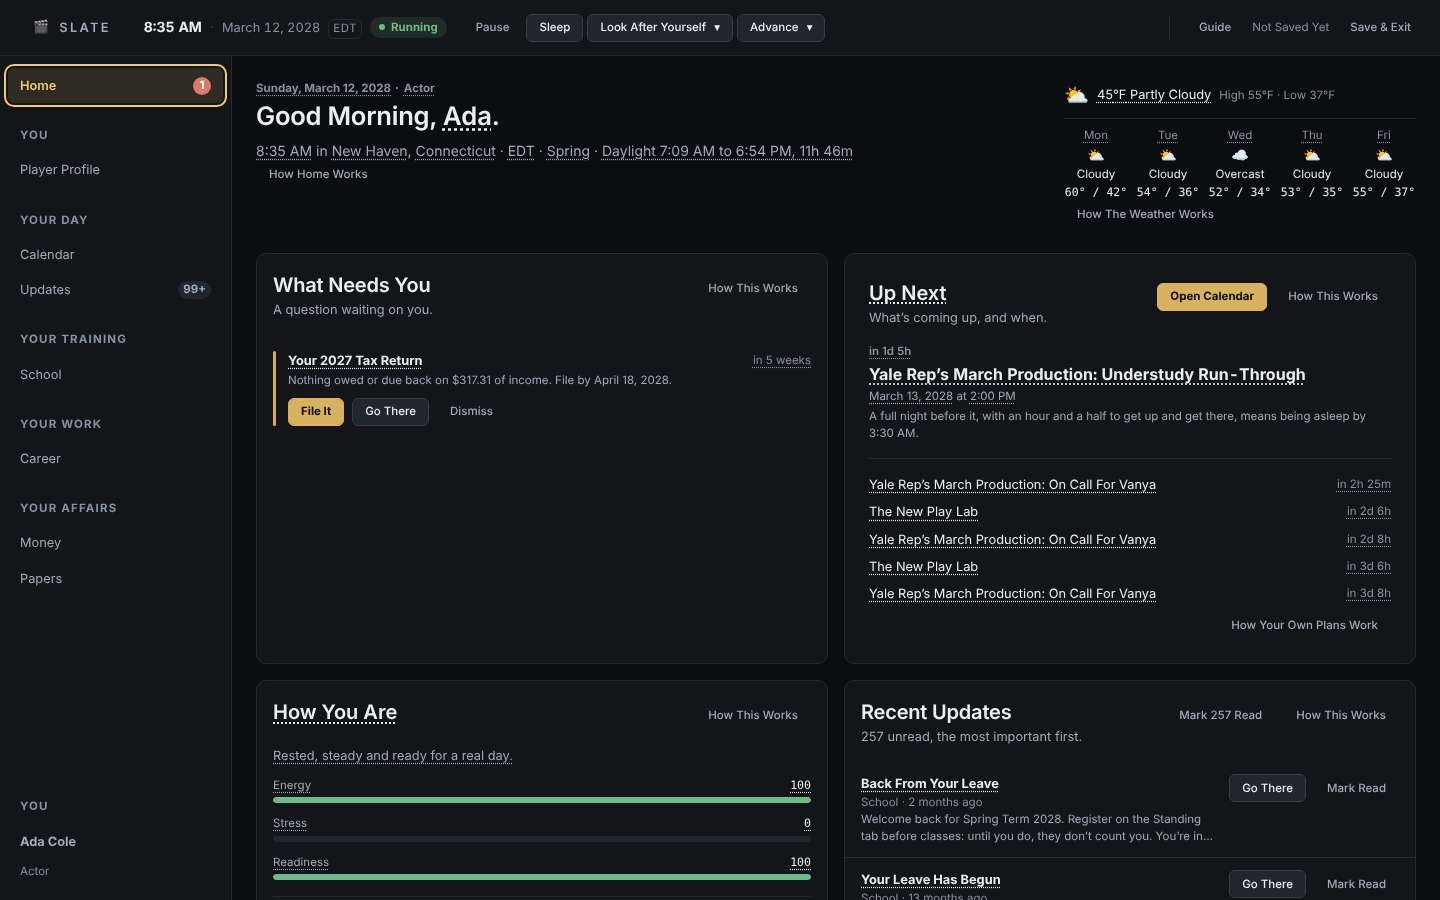 SLATE
8:35 AM · March 12, 2028 EDT Running
Pause
Sleep
Look After Yourself ▾
Advance ▾
Guide
Not Saved Yet
Save & Exit
Home 1
YOU
Player Profile
YOUR DAY
Calendar
Updates 99+
YOUR TRAINING
School
YOUR WORK
Career
YOUR AFFAIRS
Money
Papers
YOU
Ada Cole
Actor
Sunday, March 12, 2028 · Actor
Good Morning, Ada.
8:35 AM in New Haven, Connecticut · EDT · Spring · Daylight 7:09 AM to 6:54 PM, 11h 46m
How Home Works
45°F Partly Cloudy High 55°F · Low 37°F
Mon Tue Wed Thu Fri
Cloudy Cloudy Overcast Cloudy Cloudy
60° / 42° 54° / 36° 52° / 34° 53° / 35° 55° / 37°
How The Weather Works
What Needs You
How This Works
A question waiting on you.
Your 2027 Tax Return
in 5 weeks
Nothing owed or due back on $317.31 of income. File by April 18, 2028.
File It
Go There
Dismiss
Up Next
Open Calendar
How This Works
What's coming up, and when.
in 1d 5h
Yale Rep's March Production: Understudy Run-Through
March 13, 2028 at 2:00 PM
A full night before it, with an hour and a half to get up and get there, means being asleep by
3:30 AM.
Yale Rep's March Production: On Call For Vanya in 2h 25m
The New Play Lab in 2d 6h
Yale Rep's March Production: On Call For Vanya in 2d 8h
The New Play Lab in 3d 6h
Yale Rep's March Production: On Call For Vanya in 3d 8h
How Your Own Plans Work
How You Are
How This Works
Rested, steady and ready for a real day.
Energy 100
Stress 0
Readiness 100
Recent Updates
Mark 257 Read
How This Works
257 unread, the most important first.
Back From Your Leave
Go There
Mark Read
School · 2 months ago
Welcome back for Spring Term 2028. Register on the Standing
tab before classes: until you do, they don't count you. You're in…
Your Leave Has Begun
Go There
Mark Read
School · 13 months ago